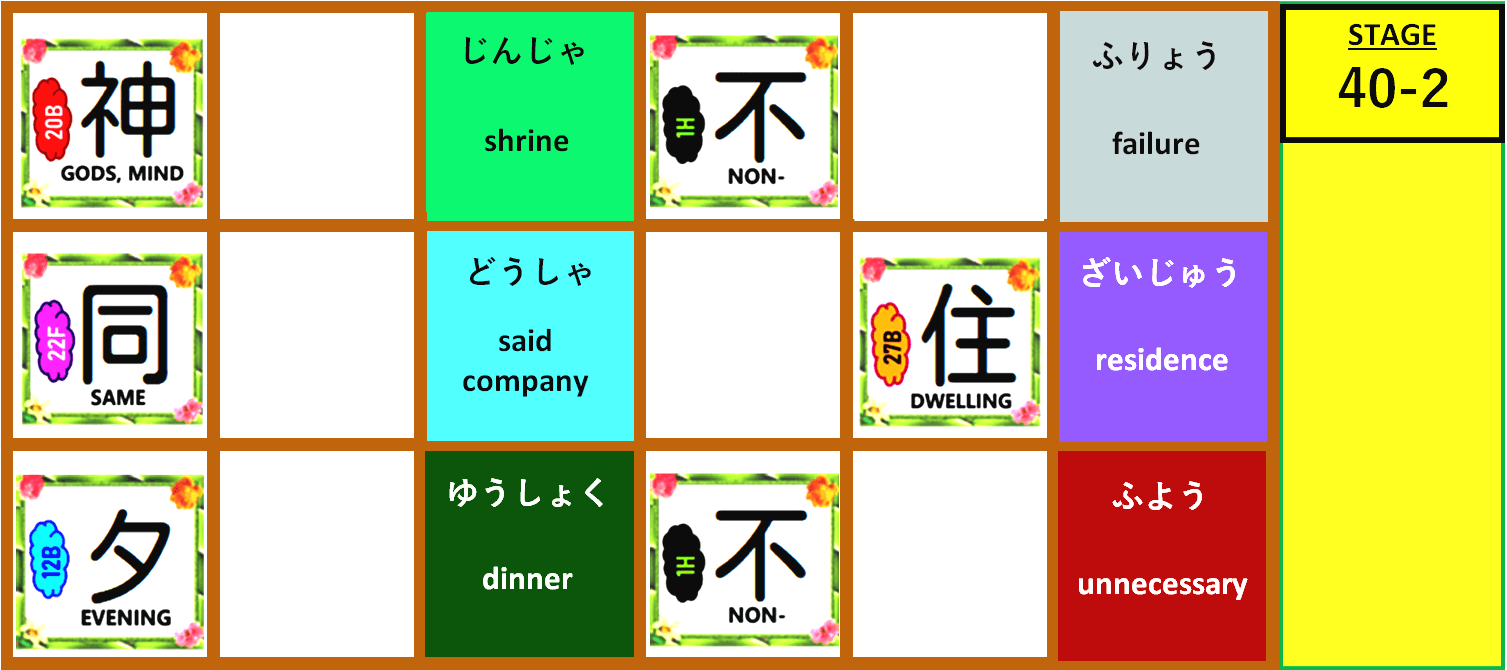 20B
神
GODS, MIND
じんじゃ
shrine
1H
不
NON-
ふりょう
failure
STAGE
40-2
22F
同
SAME
どうしゃ
said
company
27B
住
DWELLING
ざいじゅう
residence
12B
夕
EVENING
ゆうしょく
dinner
1H
不
NON-
ふよう
unnecessary